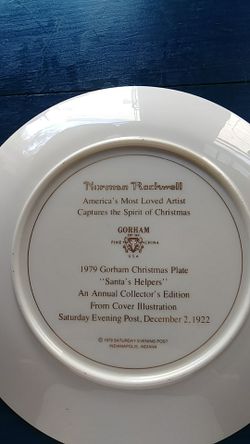 Norman Rockwell
America's Most Loved Artist
Captures the Spirit of Christmas
GORHAM
FINE CHINA
USA
1979 Gorham Christmas Plate
"Santa's Helpers"
An Annual Collector's Edition
From Cover Illustration
Saturday Evening Post, December 2, 1922
© 1979 SATURDAY EVENING POST
INDIANAPOLIS, INDIANA